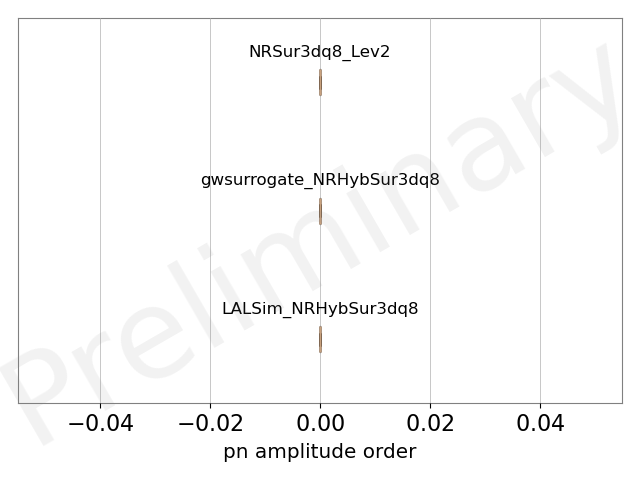 NRSur3dq8_Lev2
gwsurrogate_NRHybSur3dq8
LALSim_NRHybSur3dq8
Preliminary
−0.04 −0.02 0.00 0.02 0.04
pn amplitude order